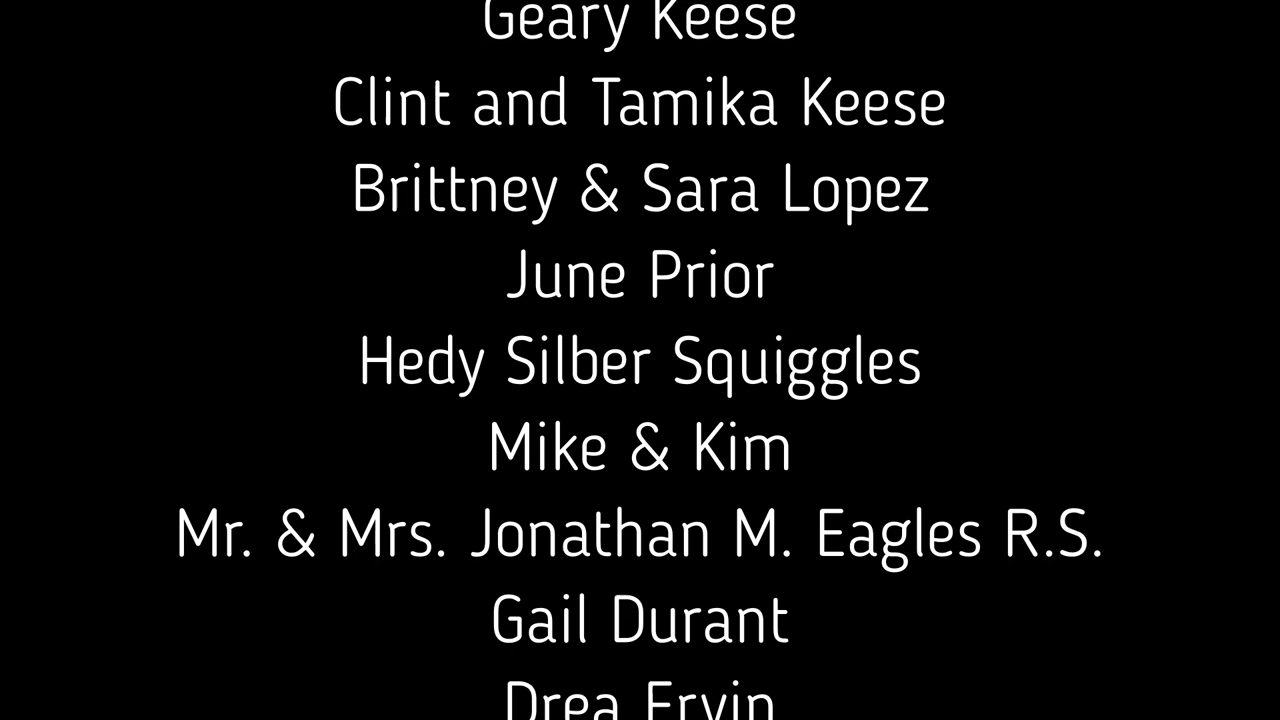 Geary Keese
Clint and Tamika Keese
Brittney & Sara Lopez
June Prior
Hedy Silber Squiggles
Mike & Kim
Mr. & Mrs. Jonathan M. Eagles R.S.
Gail Durant
Drea Ervin